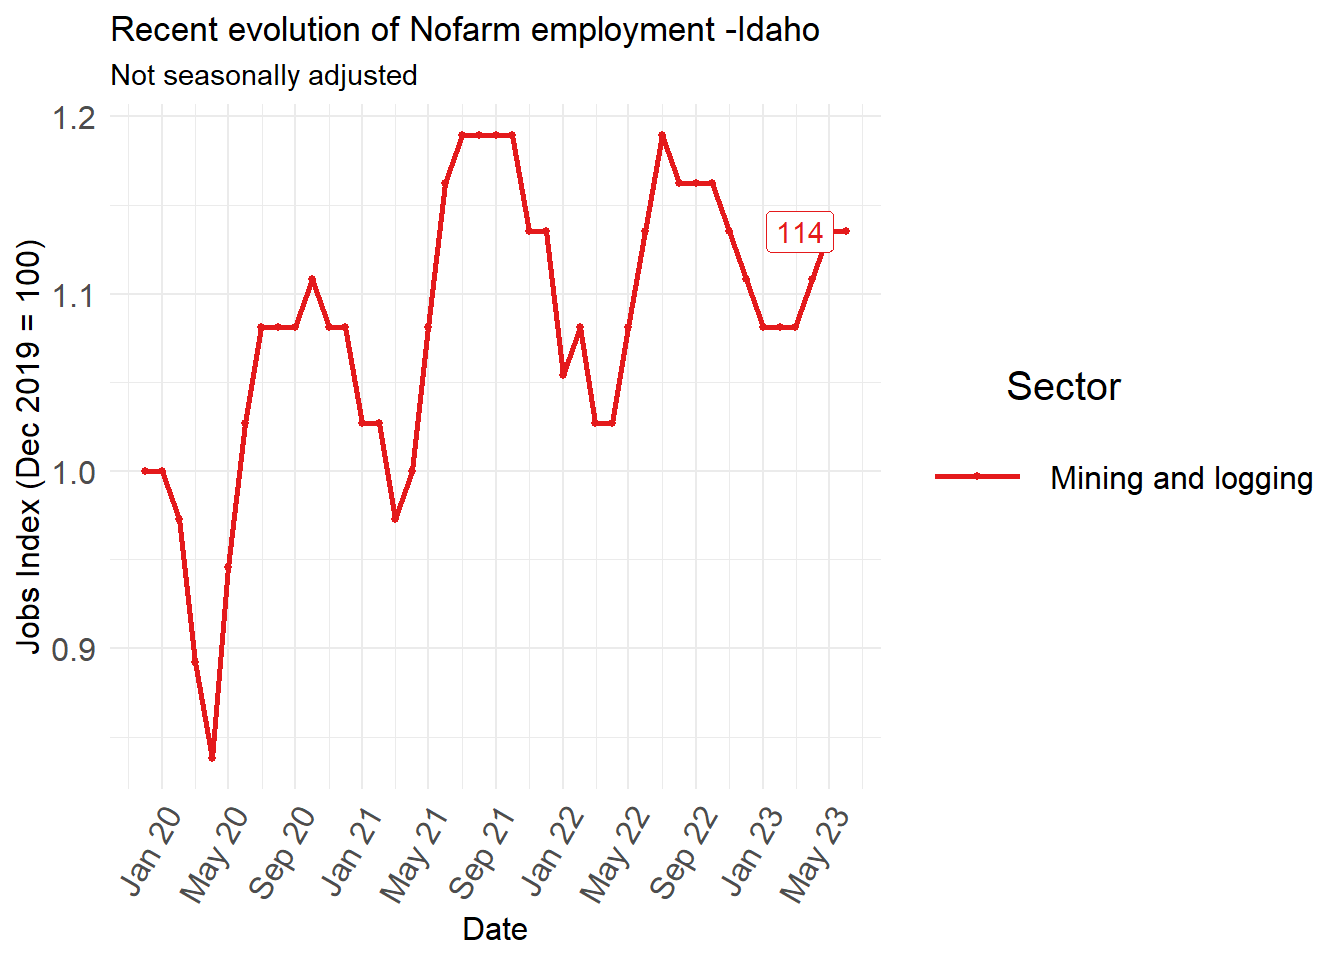 Recent evolution of Nofarm employment -Idaho
Not seasonally adjusted
Jobs Index (Dec 2019 = 100)
1.2
1.1
1.0
0.9
114
Jan 20
May 20
Sep 20
Jan 21
May 21
Sep 21
Jan 22
May 22
Sep 22
Jan 23
May 23
Date
Sector
Mining and logging